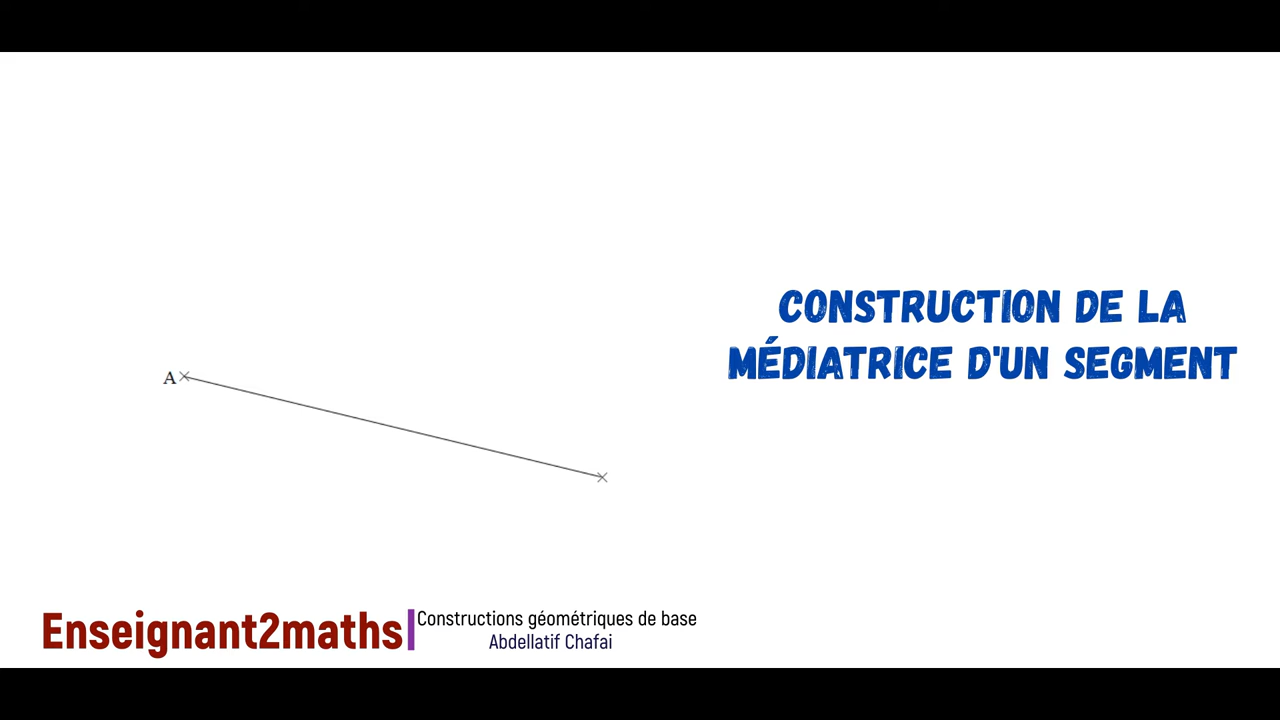 CONSTRUCTION DE LA
MÉDIATRICE D'UN SEGMENT
A
Enseignant2maths
Constructions géométriques de base
Abdellatif Chafai